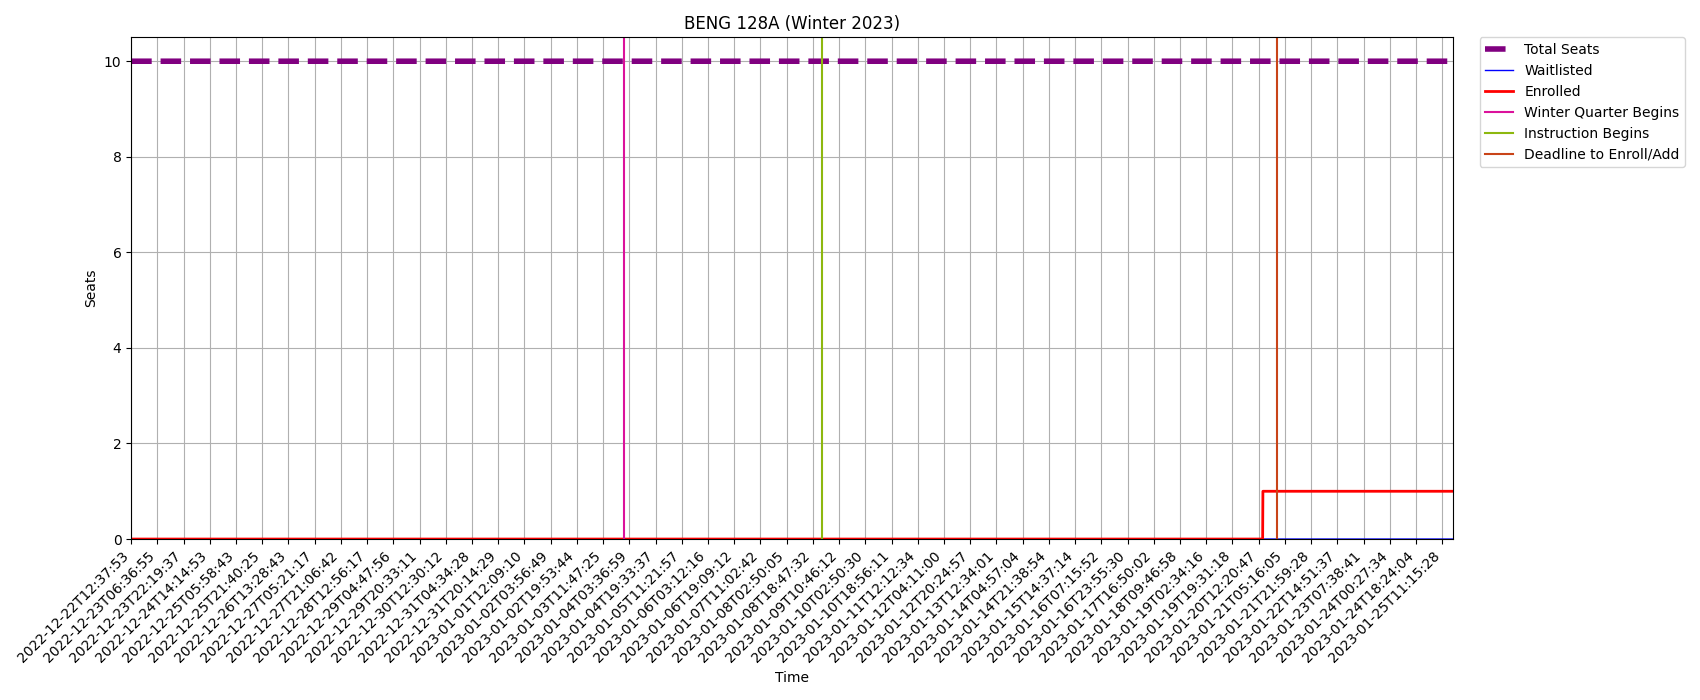 BENG 128A (Winter 2023)
Total Seats
Waitlisted
Enrolled
Winter Quarter Begins
Instruction Begins
Deadline to Enroll/Add
10
8
6
4
2
0
Seats
2022-12-22T12:37:53
2022-12-23T06:36:55
2022-12-23T22:19:37
2022-12-24T14:14:53
2022-12-25T05:58:43
2022-12-25T21:40:25
2022-12-26T13:28:43
2022-12-27T05:21:17
2022-12-27T21:06:42
2022-12-28T12:56:17
2022-12-29T04:47:56
2022-12-29T20:33:11
2022-12-30T12:30:12
2022-12-31T04:34:28
2022-12-31T20:14:29
2023-01-01T12:09:10
2023-01-02T03:56:49
2023-01-02T19:53:44
2023-01-03T11:47:25
2023-01-04T03:36:59
2023-01-04T19:33:37
2023-01-05T11:21:57
2023-01-06T03:12:16
2023-01-06T19:09:12
2023-01-07T11:02:42
2023-01-08T02:50:05
2023-01-08T18:47:32
2023-01-09T10:46:12
2023-01-10T02:50:30
2023-01-10T18:56:11
2023-01-11T12:12:34
2023-01-12T04:11:00
2023-01-12T20:24:57
2023-01-13T12:34:01
2023-01-14T04:57:04
2023-01-14T21:38:54
2023-01-15T14:37:14
2023-01-16T07:15:52
2023-01-16T23:55:30
2023-01-17T16:50:02
2023-01-18T09:46:58
2023-01-19T02:34:16
2023-01-19T19:31:18
2023-01-20T12:20:47
2023-01-21T05:16:05
2023-01-21T21:59:28
2023-01-22T14:51:37
2023-01-23T07:38:41
2023-01-24T00:27:34
2023-01-24T18:24:04
2023-01-25T11:15:28
Time